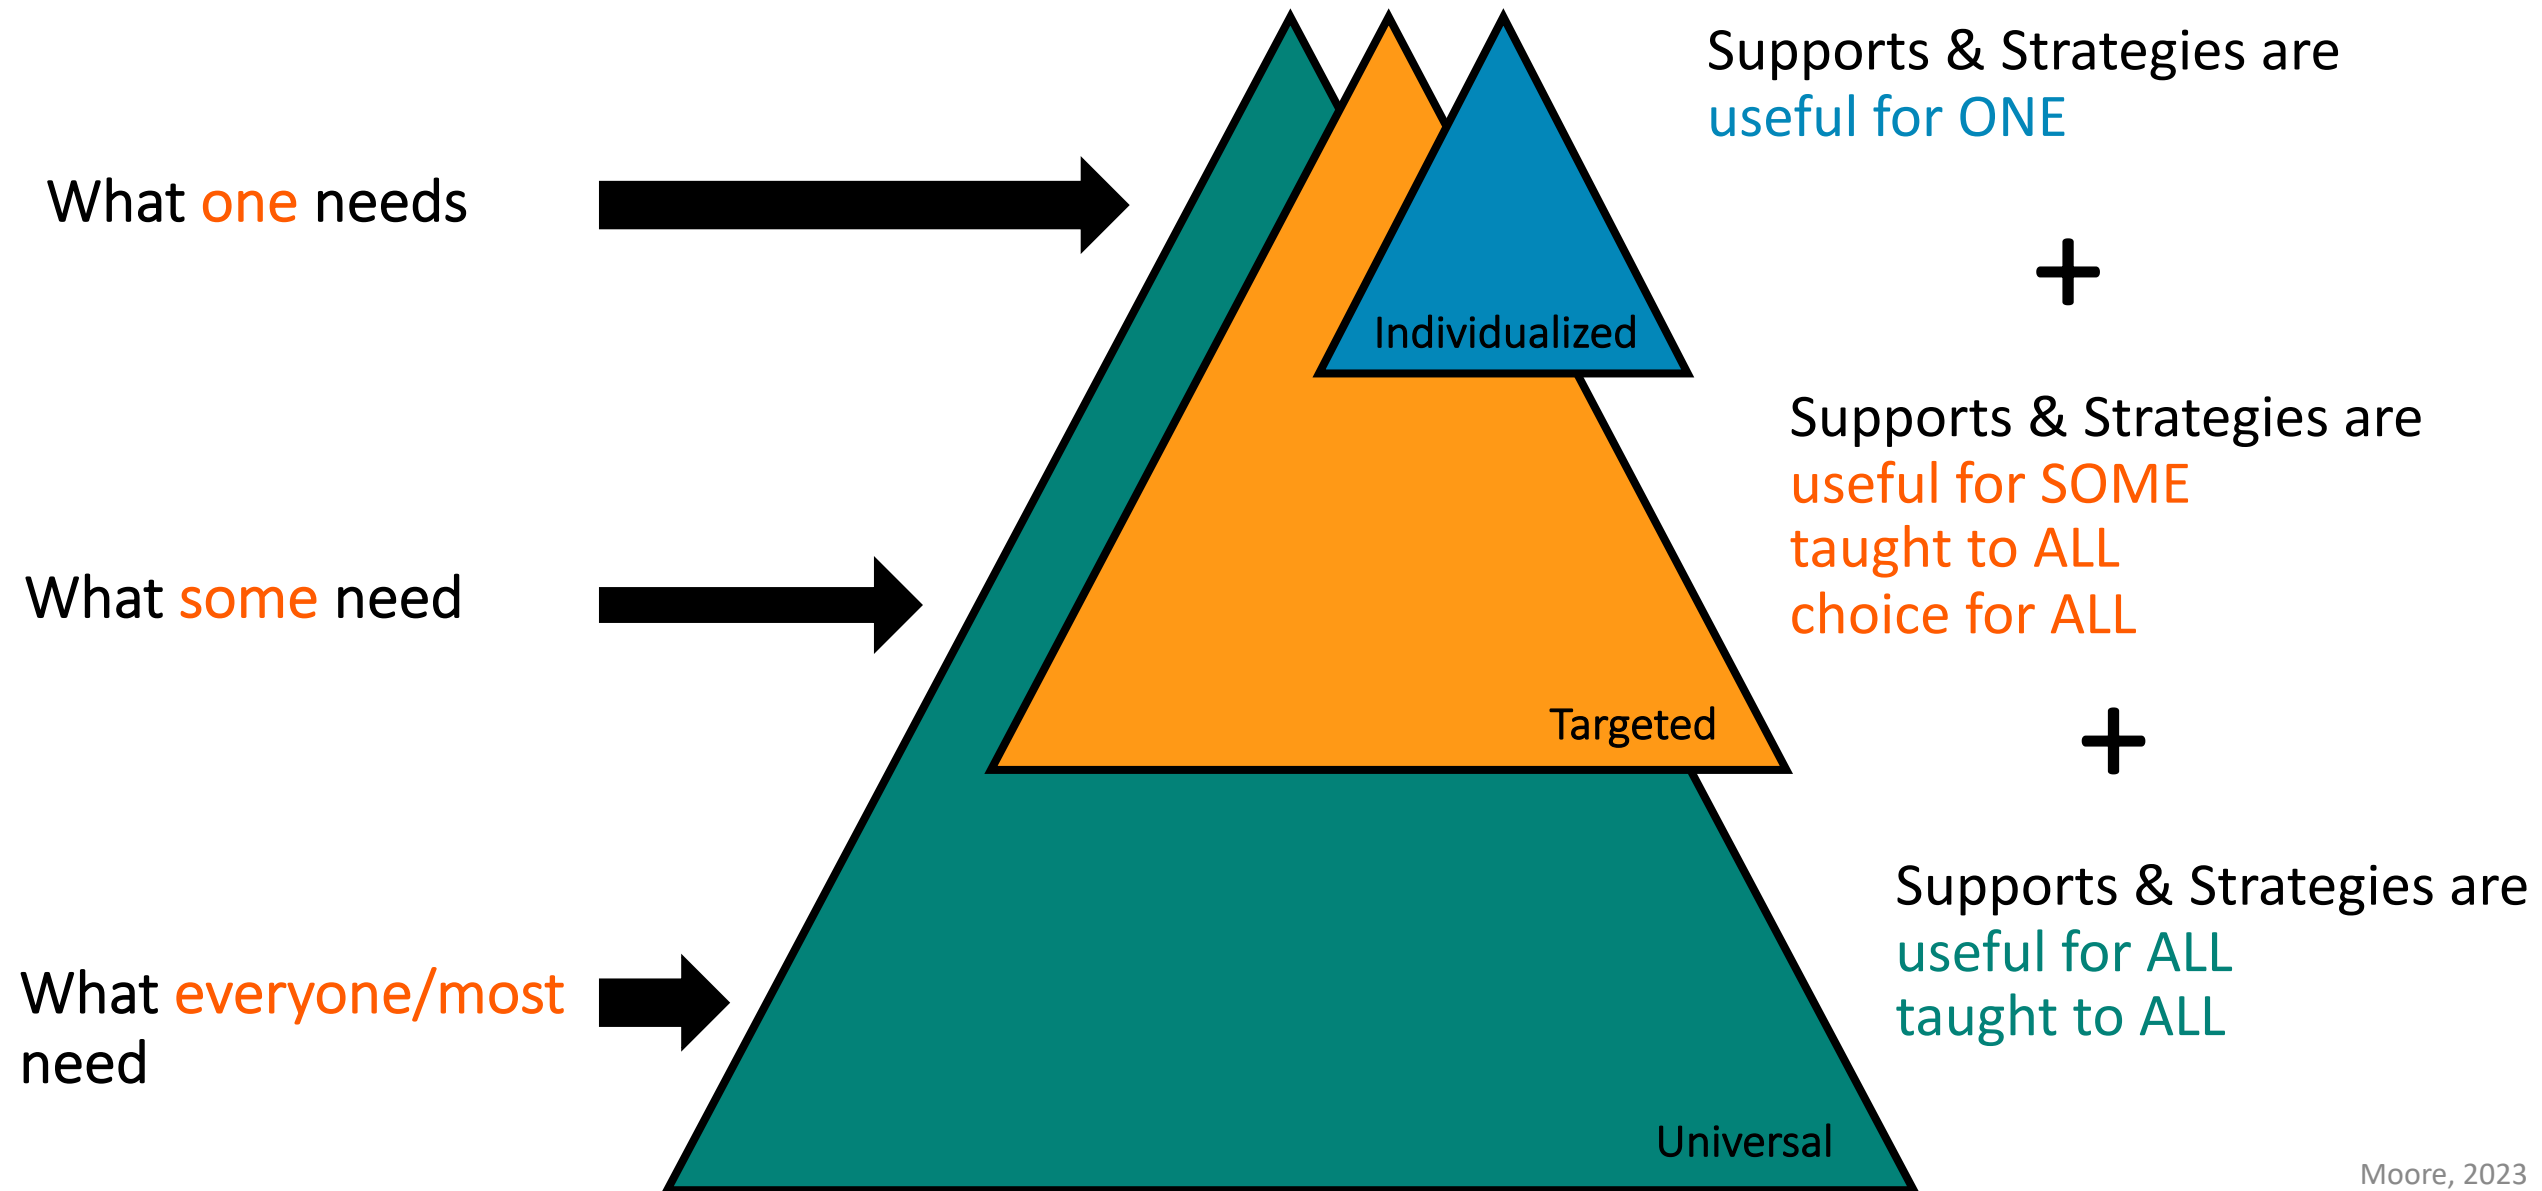 Supports & Strategies are
useful for ONE
What one needs
+
Individualized
Supports & Strategies are
useful for SOME
taught to ALL
choice for ALL
What some need
Targeted
+
Supports & Strategies are
useful for ALL
taught to ALL
What everyone/most
need
Universal
Moore, 2023